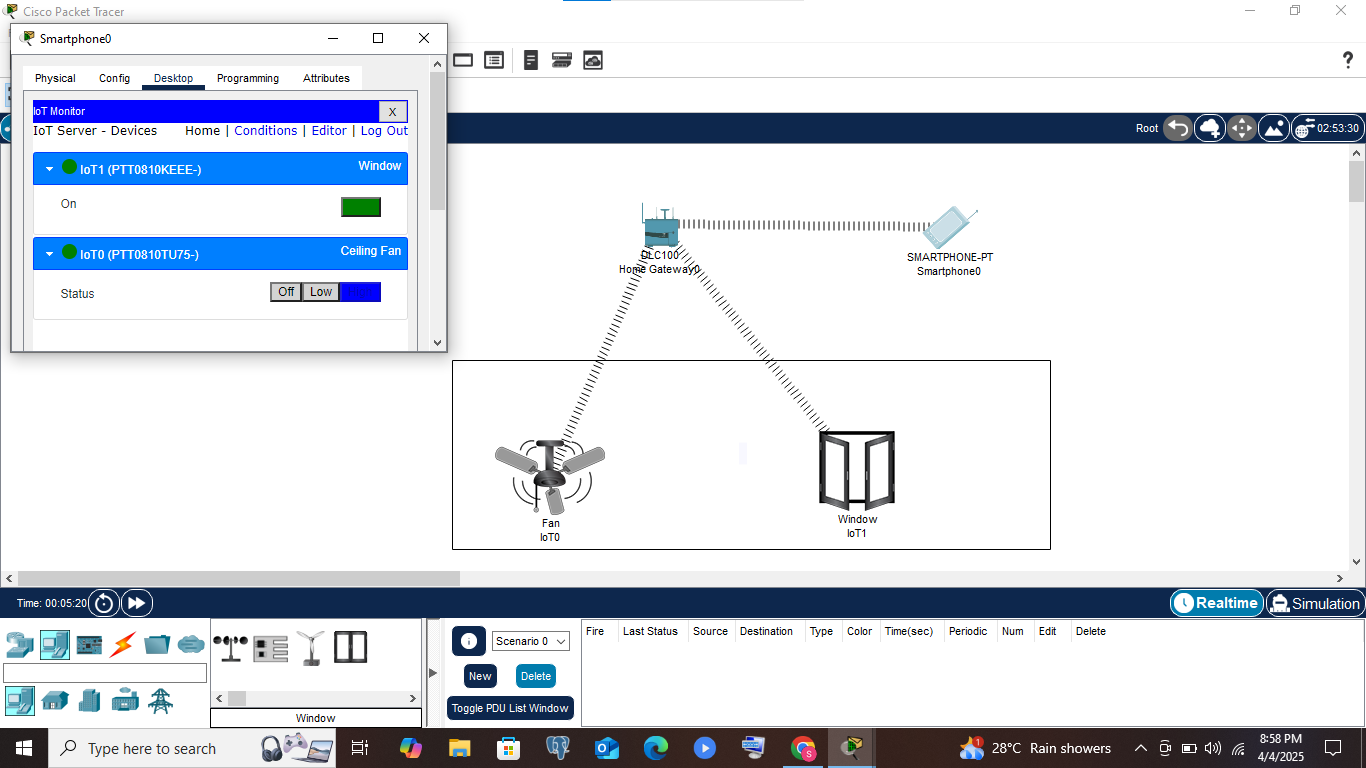 Cisco Packet Tracer
Smartphone0
Physical Config Desktop Programming Attributes
IoT Monitor X
IoT Server - Devices Home | Conditions | Editor | Log Out
IoT1 (PTT0810KEEE-) Window
On
IoT0 (PTT0810TU75-) Ceiling Fan
Status Off Low
?
Root 02:53:30
DLC100
Home Gateway0
SMARTPHONE-PT
Smartphone0
Fan
IoT0
Window
IoT1
Time: 00:05:20 Realtime Simulation
Scenario 0
New Delete
Toggle PDU List Window
Fire Last Status Source Destination Type Color Time(sec) Periodic Num Edit Delete
Window
Type here to search
1
28°C Rain showers
8:58 PM
4/4/2025